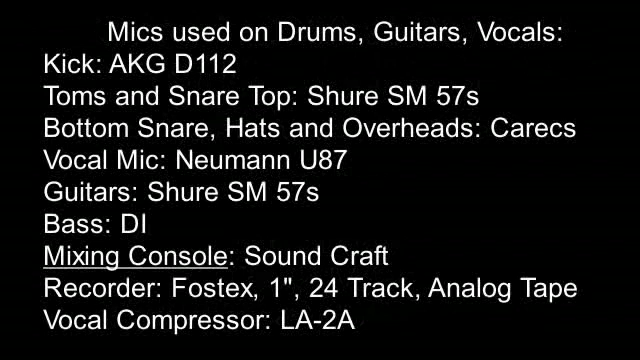 Mics used on Drums, Guitars, Vocals:
Kick: AKG D112
Toms and Snare Top: Shure SM 57s
Bottom Snare, Hats and Overheads: Carecs
Vocal Mic: Neumann U87
Guitars: Shure SM 57s
Bass: DI
Mixing Console: Sound Craft
Recorder: Fostex, 1", 24 Track, Analog Tape
Vocal Compressor: LA-2A